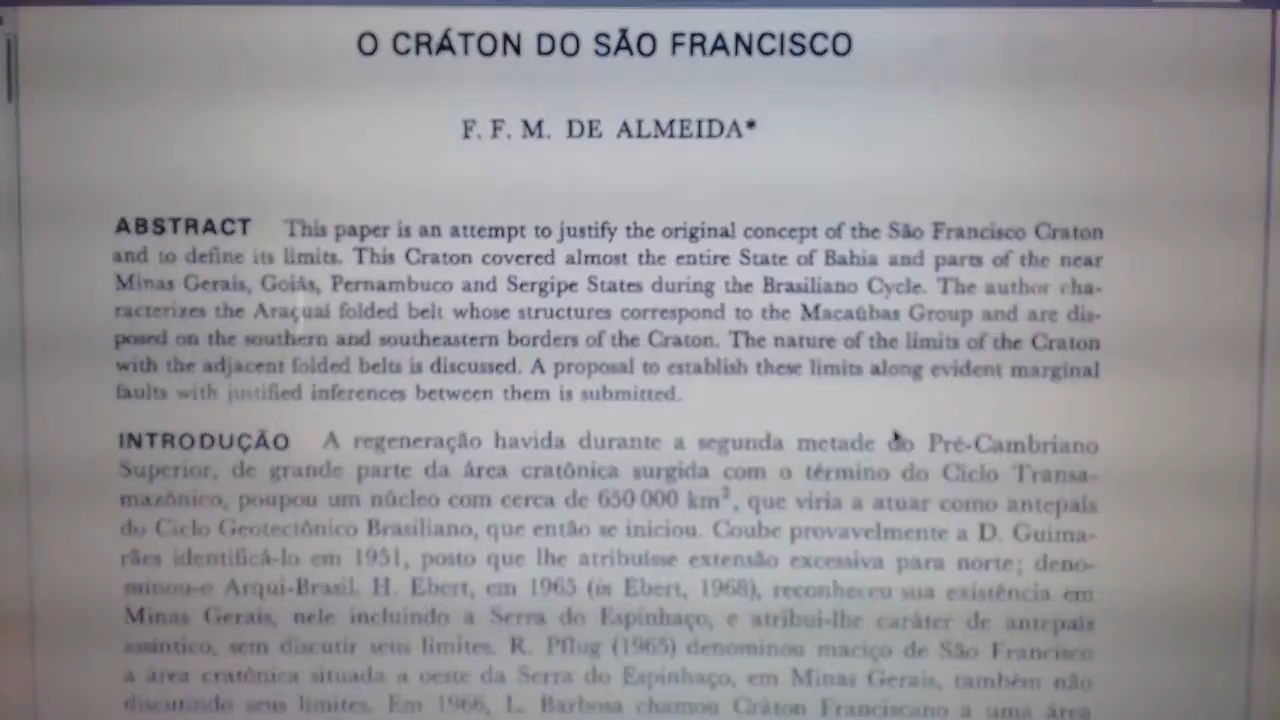 O CRÁTON DO SÃO FRANCISCO
F. F. M. DE ALMEIDA*
ABSTRACT This paper is an attempt to justify the original concept of the São Francisco Craton
and to define its limits. This Craton covered almost the entire State of Bahia and parts of the near
Minas Gerais, Goiás, Pernambuco and Sergipe States during the Brasiliano Cycle. The author cha-
racterizes the Araçuaí folded belt whose structures correspond to the Macaúbas Group and are dis-
posed on the southern and southeastern borders of the Craton. The nature of the limits of the Craton
with the adjacent folded belts is discussed. A proposal to establish these limits along evident marginal
faults with justified inferences between them is submitted.
INTRODUÇÃO A regeneração havida durante a segunda metade do Pré-Cambriano
Superior, de grande parte da área cratônica surgida com o término do Ciclo Transa-
mazônico, poupou um núcleo com cerca de 650 000 km², que viria a atuar como antepaís
do Ciclo Geotectônico Brasiliano, que então se iniciou. Coube provavelmente a D. Guima-
rães identificá-lo em 1951, posto que lhe atribuísse extensão excessiva para norte; deno-
minou-o Arqui-Brasil. H. Ebert, em 1965 (in Ebert, 1968), reconheceu sua existência em
Minas Gerais, nele incluindo a Serra do Espinhaço, e atribui-lhe caráter de antepaís
assíntico, sem discutir seus limites. R. Pflug (1965) denominou maciço de São Francisco
a área cratônica situada a oeste da Serra do Espinhaço, em Minas Gerais, também não
discutindo seus limites. Em 1966, L. Barbosa chamou Cráton Franciscano a uma área